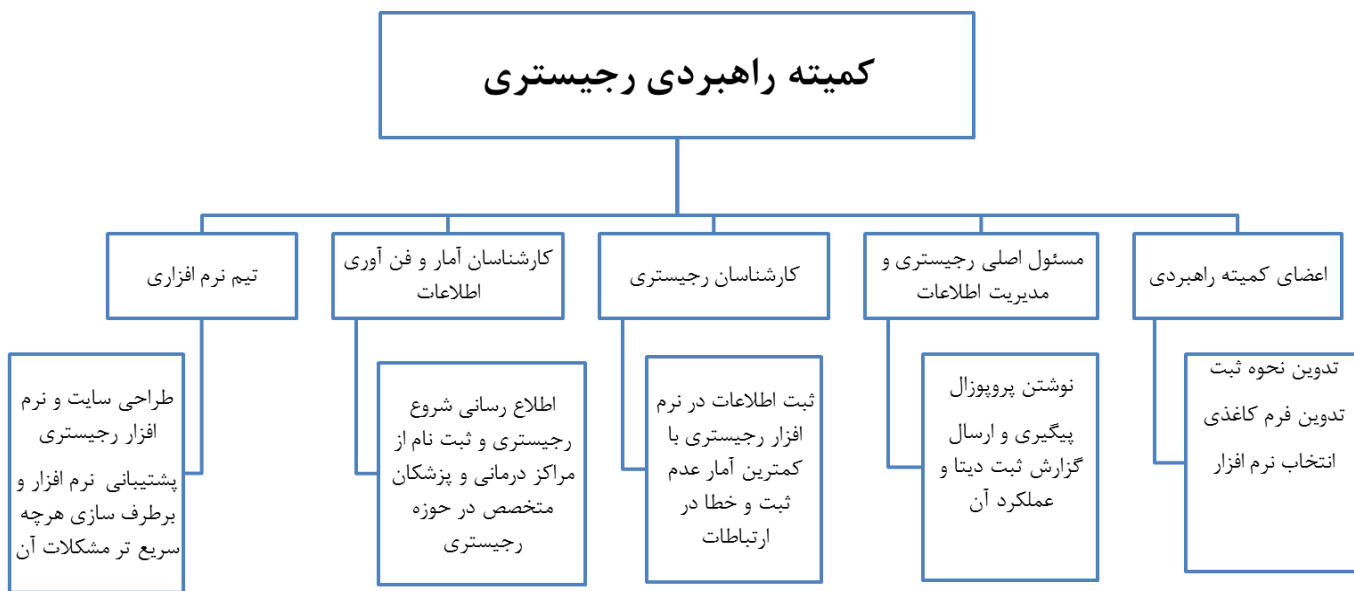 کمیته راهبردی رجیستری
اعضای کمیته راهبردی
مسئول اصلی رجیستری و
مدیریت اطلاعات
کارشناسان رجیستری
کارشناسان آمار و فن آوری
اطلاعات
تیم نرم افزاری
تدوین نحوه ثبت
تدوین فرم کاغذی
انتخاب نرم افزار
نوشتن پروپوزال
پیگیری و ارسال
گزارش ثبت دیتا و
عملکرد آن
ثبت اطلاعات در نرم
افزار رجیستری با
کمترین آمار عدم
ثبت و خطا در
ارتباطات
اطلاع رسانی شروع
رجیستری و ثبت نام از
مراکز درمانی و پزشکان
متخصص در حوزه
رجیستری
طراحی سایت و نرم
افزار رجیستری
پشتیبانی نرم افزار و
برطرف سازی هرچه
سریع تر مشکلات آن